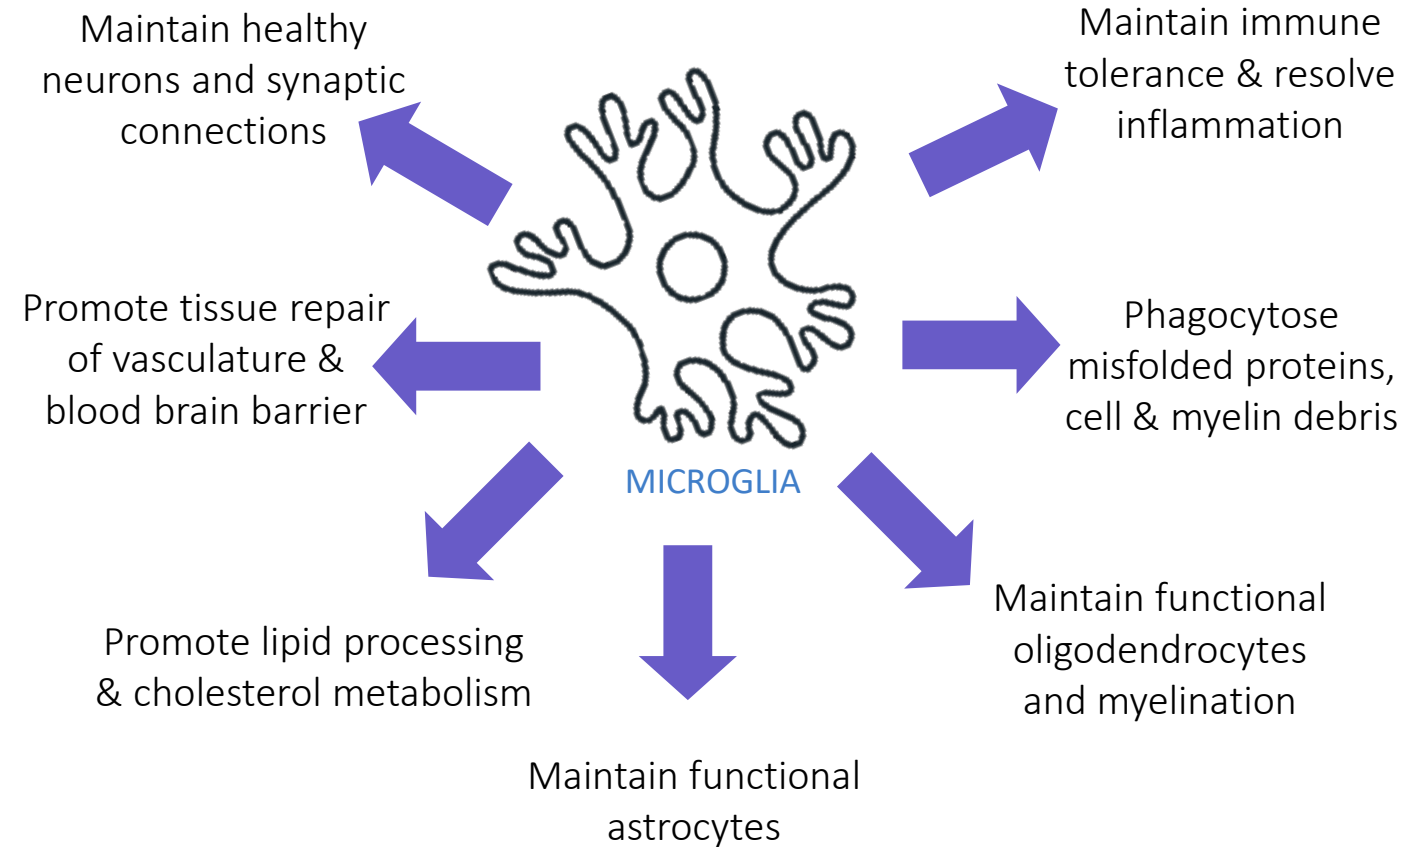 Maintain healthy
neurons and synaptic
connections
Maintain immune
tolerance & resolve
inflammation
Promote tissue repair
of vasculature &
blood brain barrier
Phagocytose
misfolded proteins,
cell & myelin debris
MICROGLIA
Promote lipid processing
& cholesterol metabolism
Maintain functional
oligodendrocytes
and myelination
Maintain functional
astrocytes